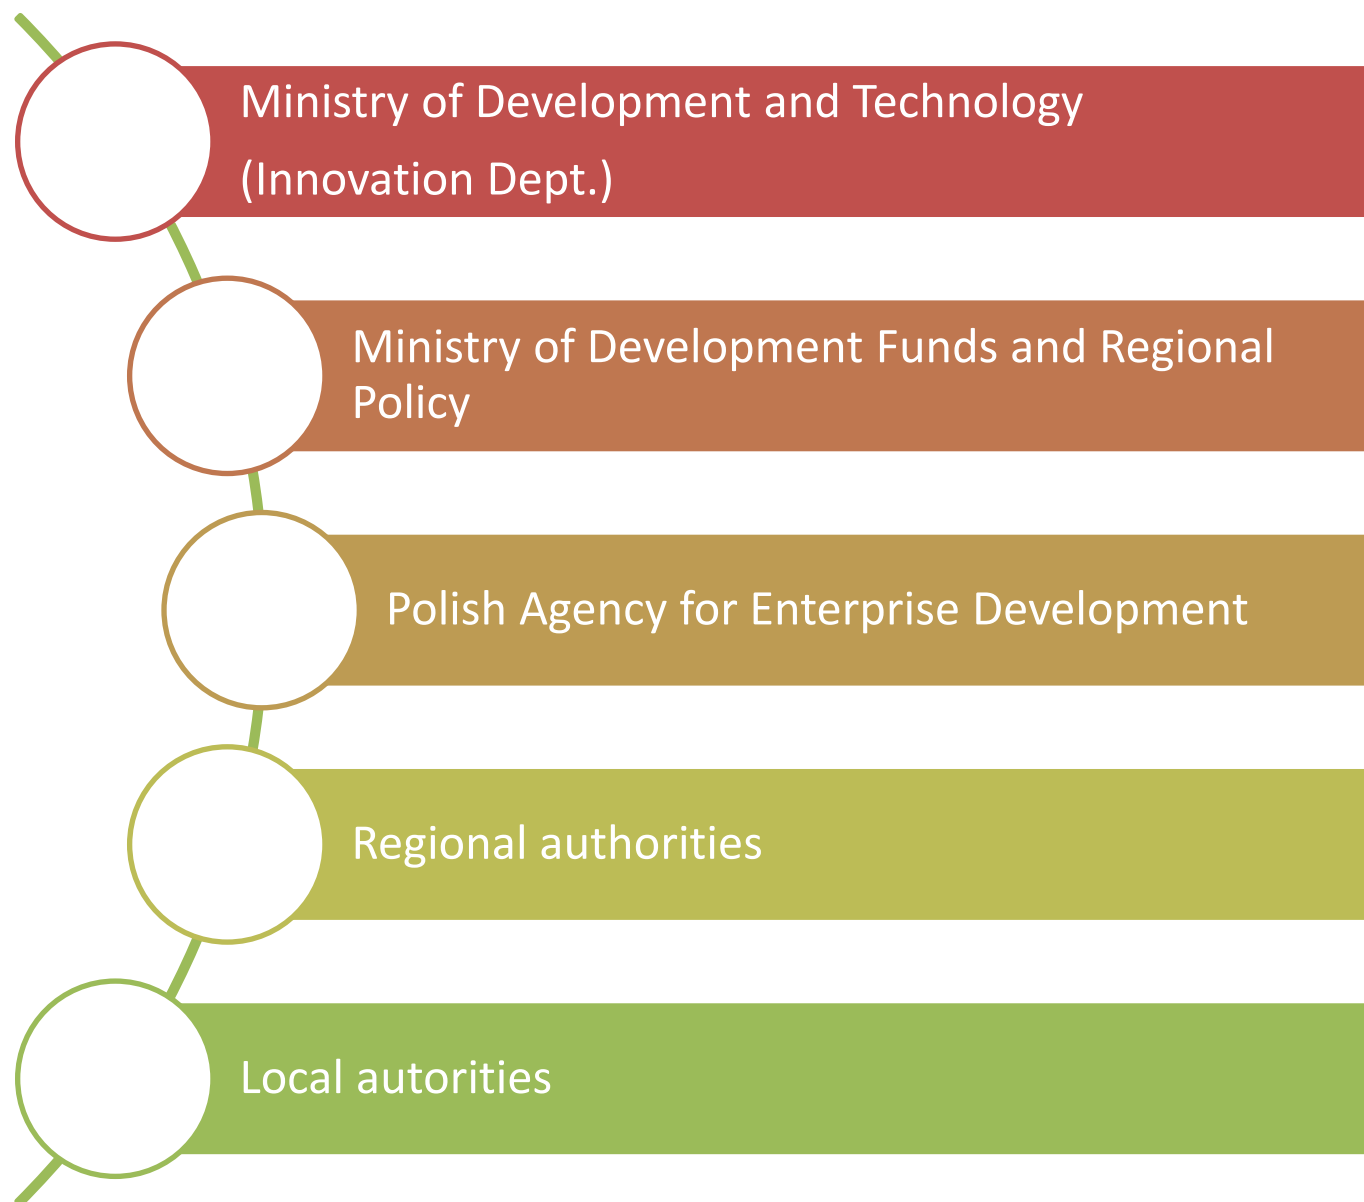 Ministry of Development and Technology
(Innovation Dept.)
Ministry of Development Funds and Regional
Policy
Polish Agency for Enterprise Development
Regional authorities
Local autorities